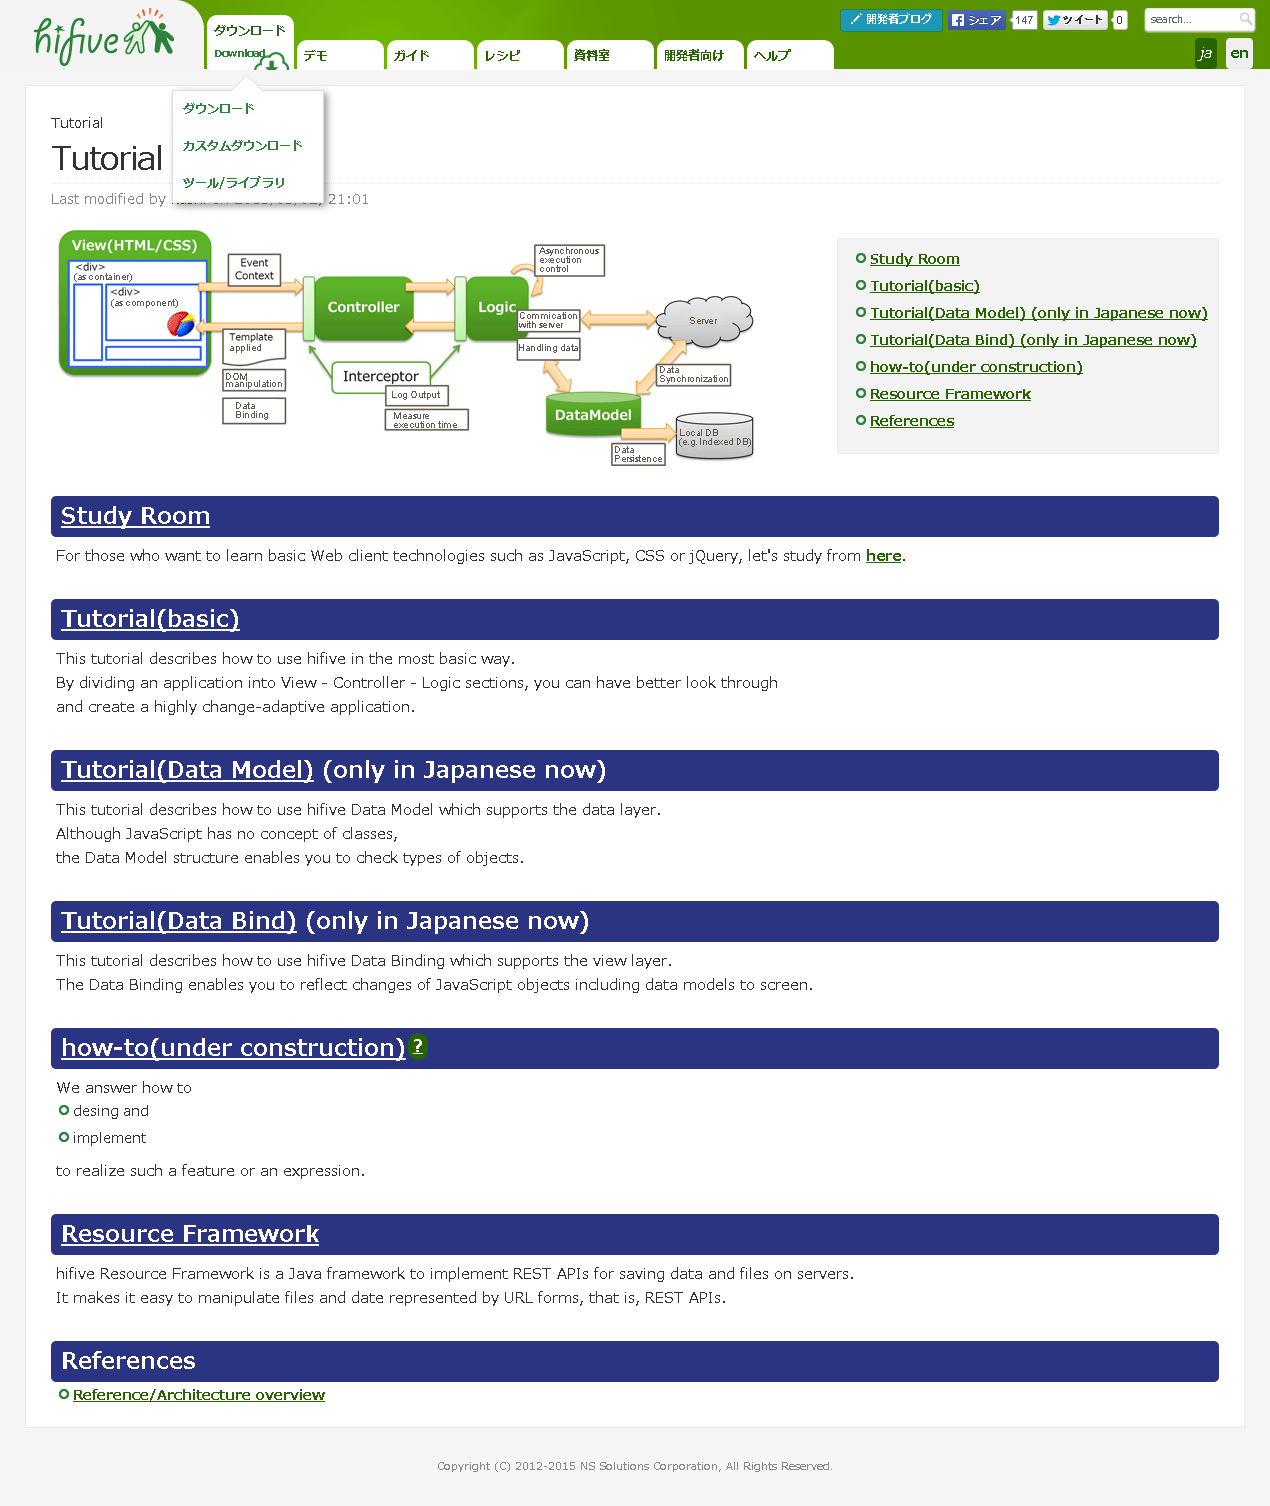 hifive
ダウンロード
Download
デモ
ガイド
レシピ
資料室
開発者向け
ヘルプ
開発者ブログ
シェア
147
ツイート
0
search...
ja
en
ダウンロード
カスタムダウンロード
ツール/ライブラリ
Tutorial
Tutorial
Last modified by
21:01
View(HTML/CSS)
<div>
(as container)
<div>
(as component)
Event
Context
Template
applied
DOM
manipulation
Data
Binding
Controller
Interceptor
Log Output
Measure
execution time
Logic
Asynchronous
execution
control
Commication
with server
Handling data
Server
Data
Synchronization
DataModel
Data
Persistence
Local DB
(e.g. Indexed DB)
Study Room
Tutorial(basic)
Tutorial(Data Model) (only in Japanese now)
Tutorial(Data Bind) (only in Japanese now)
how-to(under construction)
Resource Framework
References
Study Room
For those who want to learn basic Web client technologies such as JavaScript, CSS or jQuery, let's study from here.
Tutorial(basic)
This tutorial describes how to use hifive in the most basic way.
By dividing an application into View - Controller - Logic sections, you can have better look through
and create a highly change-adaptive application.
Tutorial(Data Model) (only in Japanese now)
This tutorial describes how to use hifive Data Model which supports the data layer.
Although JavaScript has no concept of classes,
the Data Model structure enables you to check types of objects.
Tutorial(Data Bind) (only in Japanese now)
This tutorial describes how to use hifive Data Binding which supports the view layer.
The Data Binding enables you to reflect changes of JavaScript objects including data models to screen.
how-to(under construction)?
We answer how to
desing and
implement
to realize such a feature or an expression.
Resource Framework
hifive Resource Framework is a Java framework to implement REST APIs for saving data and files on servers.
It makes it easy to manipulate files and date represented by URL forms, that is, REST APIs.
References
Reference/Architecture overview
Copyright (C) 2012-2015 NS Solutions Corporation, All Rights Reserved.